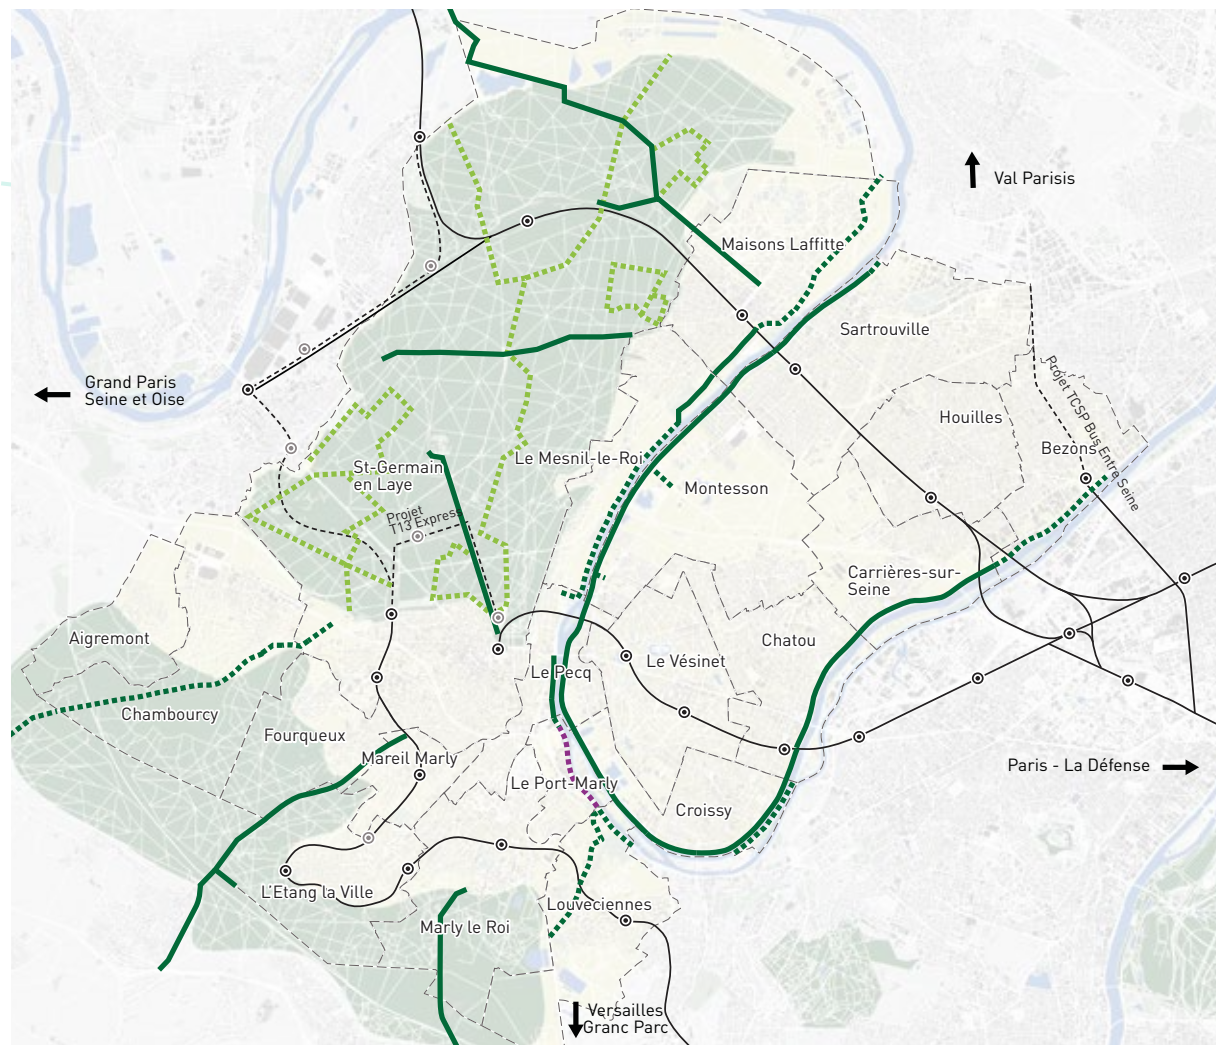 Val Parisis
Maisons Laffitte
Sartrouville
Grand Paris
Seine et Oise
Projet TCSP Bus Entre Seine
Houilles
Bezons
Le Mesnil-le-Roi
St-Germain
en Laye
Montesson
Projet
T13 Express
Carrières-sur-
Seine
Aigremont
Chatou
Le Vésinet
Le Pecq
Chambourcy
Fourqueux
Mareil Marly
Paris - La Défense
Le Port-Marly
Croissy
L'Etang la Ville
Louveciennes
Marly le Roi
Versailles
Granc Parc